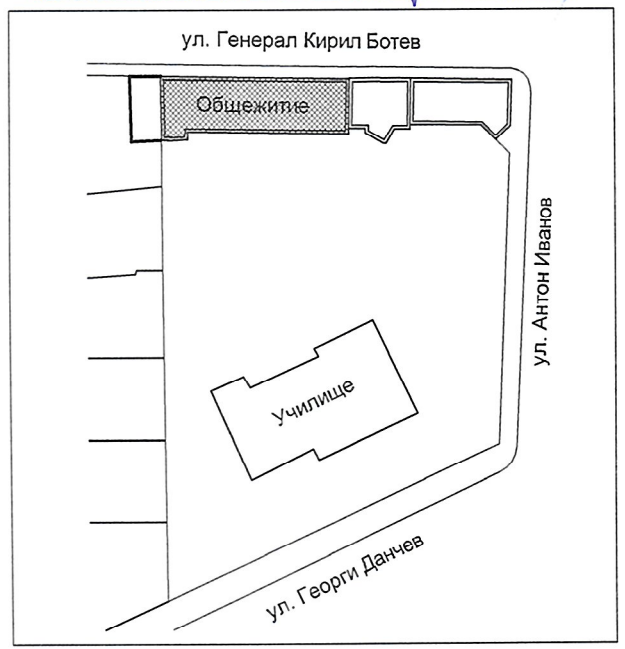 ул. Генерал Кирил Ботев
Общежитие
ул. Антон Иванов
Училище
ул. Георги Данчев